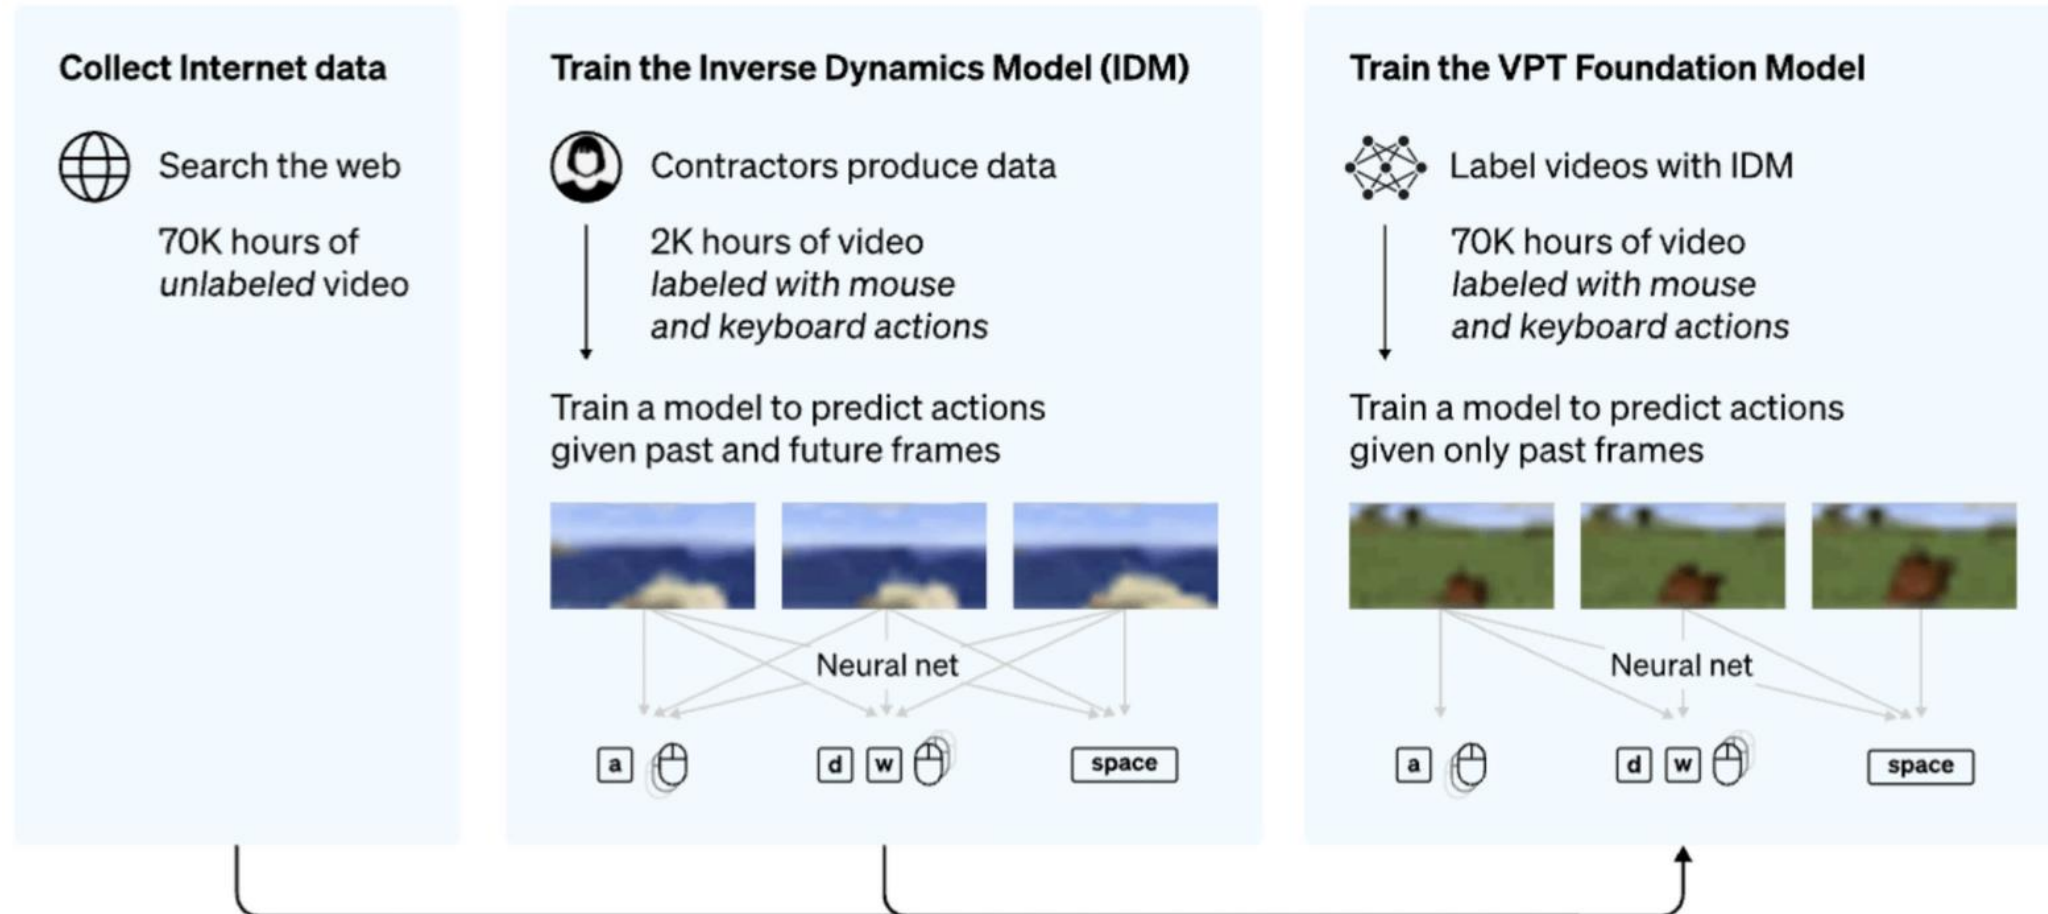 Collect Internet data
Search the web
70K hours of
unlabeled video
Train the Inverse Dynamics Model (IDM)
Contractors produce data
2K hours of video
labeled with mouse
and keyboard actions
Train a model to predict actions
given past and future frames
Neural net
a
d w
space
Train the VPT Foundation Model
Label videos with IDM
70K hours of video
labeled with mouse
and keyboard actions
Train a model to predict actions
given only past frames
Neural net
a
d w
space